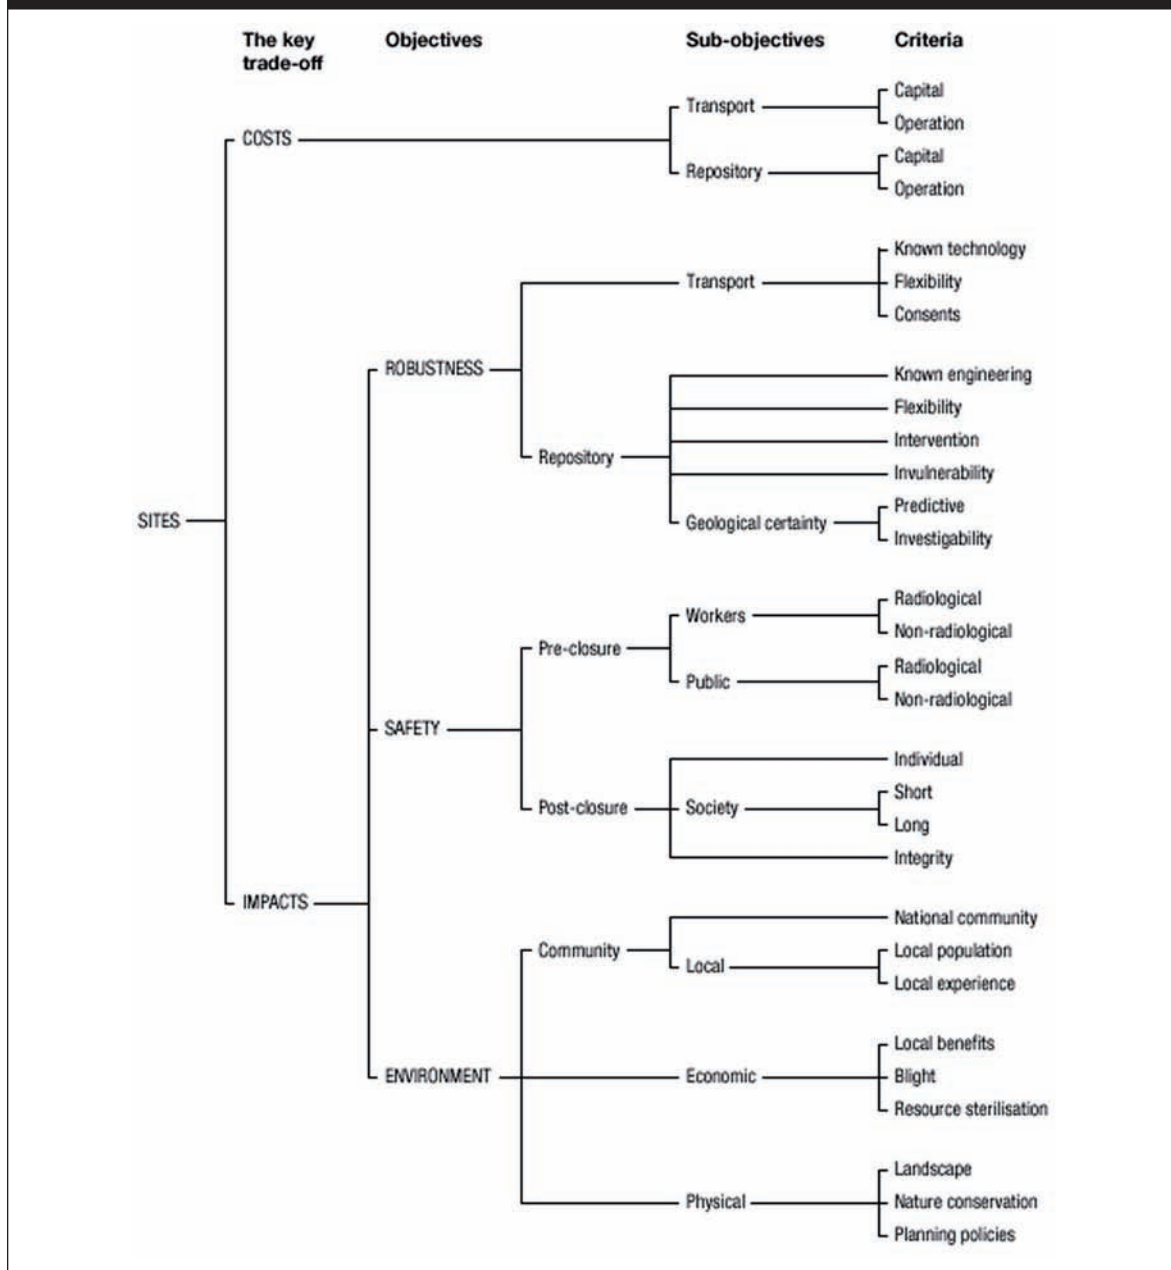 The key trade-off
Objectives
Sub-objectives
Criteria
SITES
COSTS
Transport
Capital
Operation
Repository
Capital
Operation
IMPACTS
ROBUSTNESS
Transport
Known technology
Flexibility
Consents
Repository
Known engineering
Flexibility
Intervention
Invulnerability
Geological certainty
Predictive
Investigability
SAFETY
Pre-closure
Workers
Radiological
Non-radiological
Public
Radiological
Non-radiological
Post-closure
Individual
Society
Short
Long
Integrity
ENVIRONMENT
Community
National community
Local
Local population
Local experience
Economic
Local benefits
Blight
Resource sterilisation
Physical
Landscape
Nature conservation
Planning policies